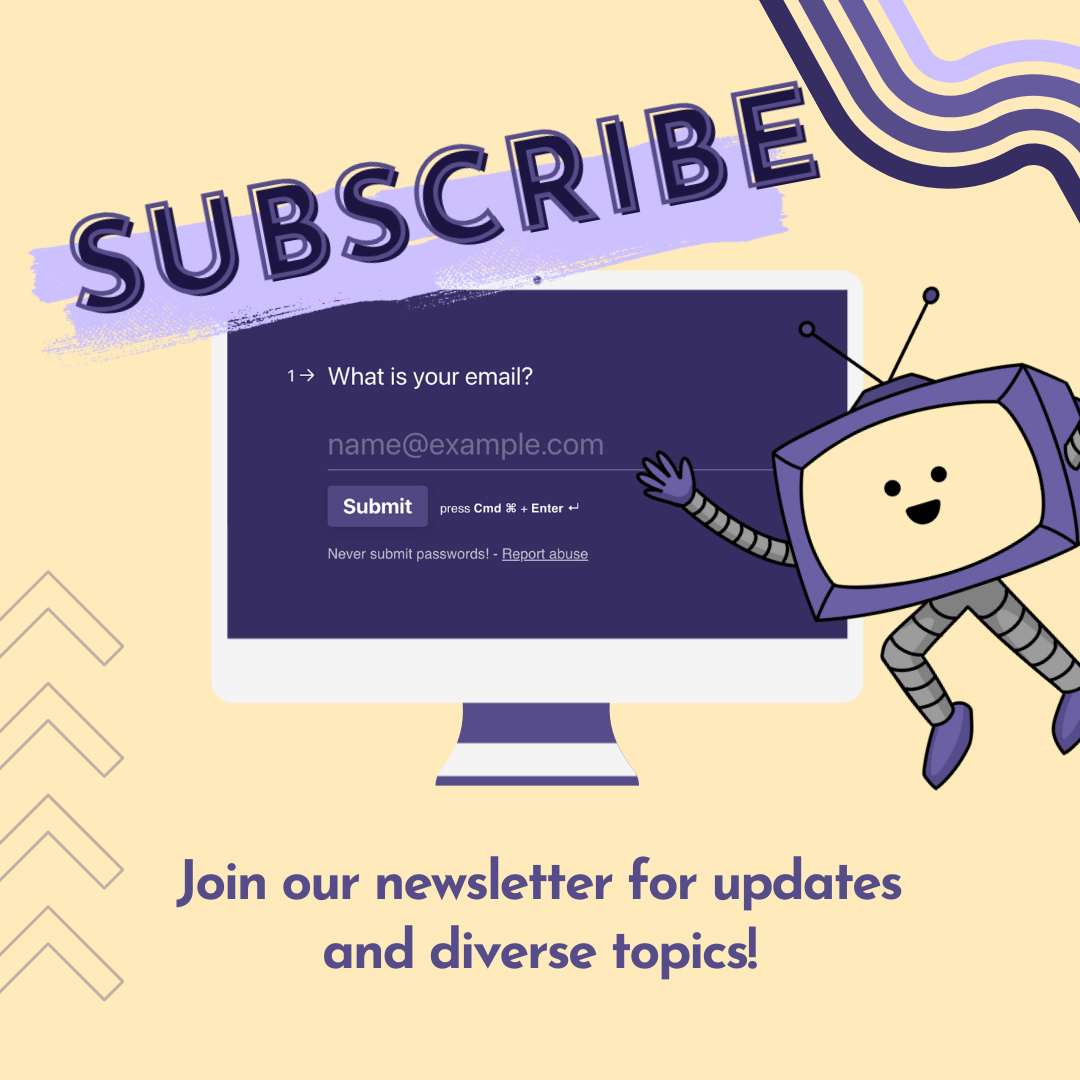 SUBSCRIBE
1→ What is your email?
name@example.com
Submit press Cmd ⌘ + Enter ↵
Never submit passwords! - Report abuse
Join our newsletter for updates
and diverse topics!